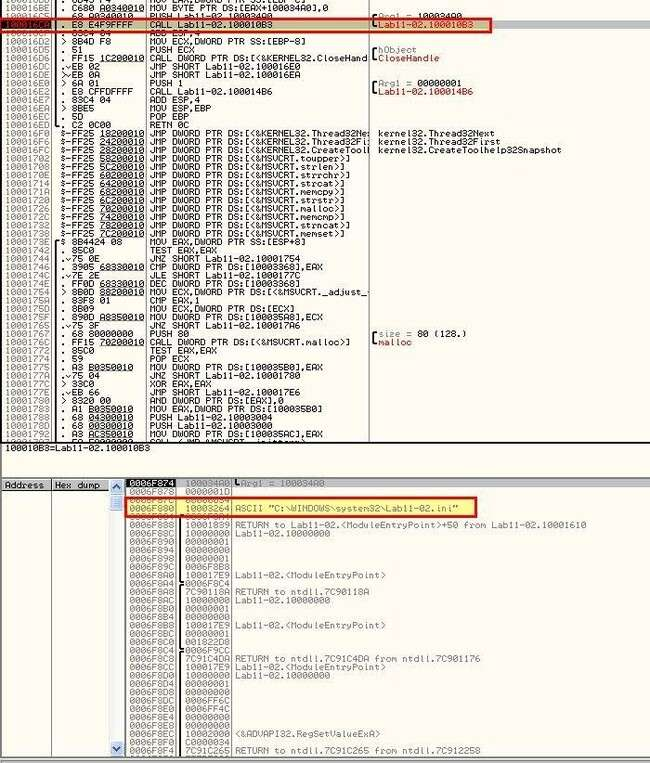 100016BE . C680 A0340010 MOV BYTE PTR DS:[EAX+100034A0],0
100016C5 . 68 A0340010 PUSH Lab11-02.100034A0 Arg1 = 100034A0
. E8 E4F9FFFF CALL Lab11-02.100010B3 Lab11-02.100010B3
. 83C4 04 ADD ESP,4
. 8B4D F8 MOV ECX,DWORD PTR SS:[EBP-8]
. 51 PUSH ECX hObject
100016D6 . FF15 1C200010 CALL DWORD PTR DS:[<&KERNEL32.CloseHand CloseHandle
100016DC . EB 02 JMP SHORT Lab11-02.100016E0
100016DE > EB 0A JMP SHORT Lab11-02.100016EA
100016E0 > 6A 01 PUSH 1 Arg1 = 00000001
100016E2 . E8 CFFDFFFF CALL Lab11-02.100014B6 Lab11-02.100014B6
100016E7 . 83C4 04 ADD ESP,4
100016EA > 8BE5 MOV ESP,EBP
100016EC . 5D POP EBP
100016ED . C2 0C00 RETN 0C
100016F0 $-FF25 18200010 JMP DWORD PTR DS:[<&KERNEL32.Thread32Ne kernel32.Thread32Next
100016F6 $-FF25 24200010 JMP DWORD PTR DS:[<&KERNEL32.Thread32Fi kernel32.Thread32First
100016FC $-FF25 28200010 JMP DWORD PTR DS:[<&KERNEL32.CreateTool kernel32.CreateToolhelp32Snapshot
10001702 $-FF25 58200010 JMP DWORD PTR DS:[<&MSVCRT.toupper>]
10001708 $-FF25 5C200010 JMP DWORD PTR DS:[<&MSVCRT.strlen>]
1000170E $-FF25 60200010 JMP DWORD PTR DS:[<&MSVCRT.strrchr>]
10001714 $-FF25 64200010 JMP DWORD PTR DS:[<&MSVCRT.strcat>]
1000171A $-FF25 68200010 JMP DWORD PTR DS:[<&MSVCRT.memcpy>]
10001720 $-FF25 6C200010 JMP DWORD PTR DS:[<&MSVCRT.strstr>]
10001726 $-FF25 70200010 JMP DWORD PTR DS:[<&MSVCRT.malloc>]
1000172C $-FF25 74200010 JMP DWORD PTR DS:[<&MSVCRT.memcmp>]
10001732 $-FF25 78200010 JMP DWORD PTR DS:[<&MSVCRT.strncat>]
10001738 $-FF25 7C200010 JMP DWORD PTR DS:[<&MSVCRT.memset>]
1000173E $ 8B4424 08 MOV EAX,DWORD PTR SS:[ESP+8]
. 85C0 TEST EAX,EAX
10001744 . 75 0E JNZ SHORT Lab11-02.10001754
10001746 . 3905 68330010 CMP DWORD PTR DS:[10003368],EAX
1000174C . 7E 2E JLE SHORT Lab11-02.1000177C
1000174E . FF0D 68330010 DEC DWORD PTR DS:[10003368]
10001754 > 8B0D 38200010 MOV ECX,DWORD PTR DS:[<&MSVCRT._adjust_
1000175A . 83F8 01 CMP EAX,1
1000175D . 8B09 MOV ECX,DWORD PTR DS:[ECX]
1000175F . 890D A8350010 MOV DWORD PTR DS:[100035A8],ECX
10001765 . 75 3F JNZ SHORT Lab11-02.100017A6
10001767 . 68 80000000 PUSH 80 size = 80 (128.)
1000176C . FF15 70200010 CALL DWORD PTR DS:[<&MSVCRT.malloc>] malloc
10001772 . 85C0 TEST EAX,EAX
10001774 . 59 POP ECX
10001775 . A3 B0350010 MOV DWORD PTR DS:[100035B0],EAX
1000177A . 75 04 JNZ SHORT Lab11-02.10001780
1000177C > 33C0 XOR EAX,EAX
1000177E . EB 66 JMP SHORT Lab11-02.100017E6
10001780 > 8320 00 AND DWORD PTR DS:[EAX],0
10001783 . A1 B0350010 MOV EAX,DWORD PTR DS:[100035B0]
10001788 . 68 04300010 PUSH Lab11-02.10003004
. 68 00300010 PUSH Lab11-02.10003000
. A3 AC350010 MOV DWORD PTR DS:[100035AC],EAX
100010B3=Lab11-02.100010B3
Address Hex dump
0006F874 100034A0 Arg1 = 100034A0
0006F878 0000001D
0006F880 10003264 ASCII "C:\WINDOWS\system32\Lab11-02.ini"
0006F888 10001839 RETURN to Lab11-02.<ModuleEntryPoint>+50 from Lab11-02.10001610
0006F88C 10000000 Lab11-02.10000000
0006F890 00000001
0006F894 00000000
0006F898 00000000
0006F89C 00000001
0006F8A0 100017E9 Lab11-02.<ModuleEntryPoint>
0006F8A4 0006F8C4
0006F8A8 7C90118A RETURN to ntdll.7C90118A
0006F8AC 10000000 Lab11-02.10000000
0006F8B0 00000001
0006F8B4 00000000
0006F8B8 100017E9 Lab11-02.<ModuleEntryPoint>
0006F8BC 00000001
0006F8C0 001822D8
0006F8C4 0006F9CC
0006F8C8 7C91C4DA RETURN to ntdll.7C91C4DA from ntdll.7C901176
0006F8CC 100017E9 Lab11-02.<ModuleEntryPoint>
0006F8D0 10000000 Lab11-02.10000000
0006F8D4 00000001
0006F8D8 00000000
0006F8DC 0006FF6C
0006F8E0 0006FF4C
0006F8E4 00000000
0006F8E8 00000000
0006F8EC 10002000 <&ADVAPI32.RegSetValueExA>
0006F8F0 C0000034
0006F8F4 7C91C265 RETURN to ntdll.7C91C265 from ntdll.7C912258